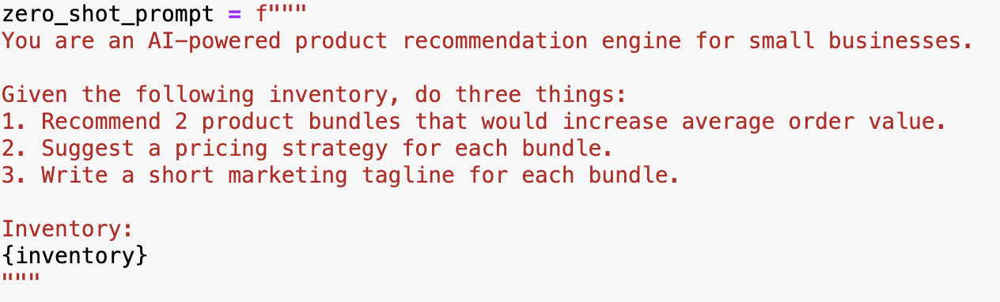 zero_shot_prompt = f"""
You are an AI-powered product recommendation engine for small businesses.
Given the following inventory, do three things:
1. Recommend 2 product bundles that would increase average order value.
2. Suggest a pricing strategy for each bundle.
3. Write a short marketing tagline for each bundle.
Inventory:
{inventory}
"""